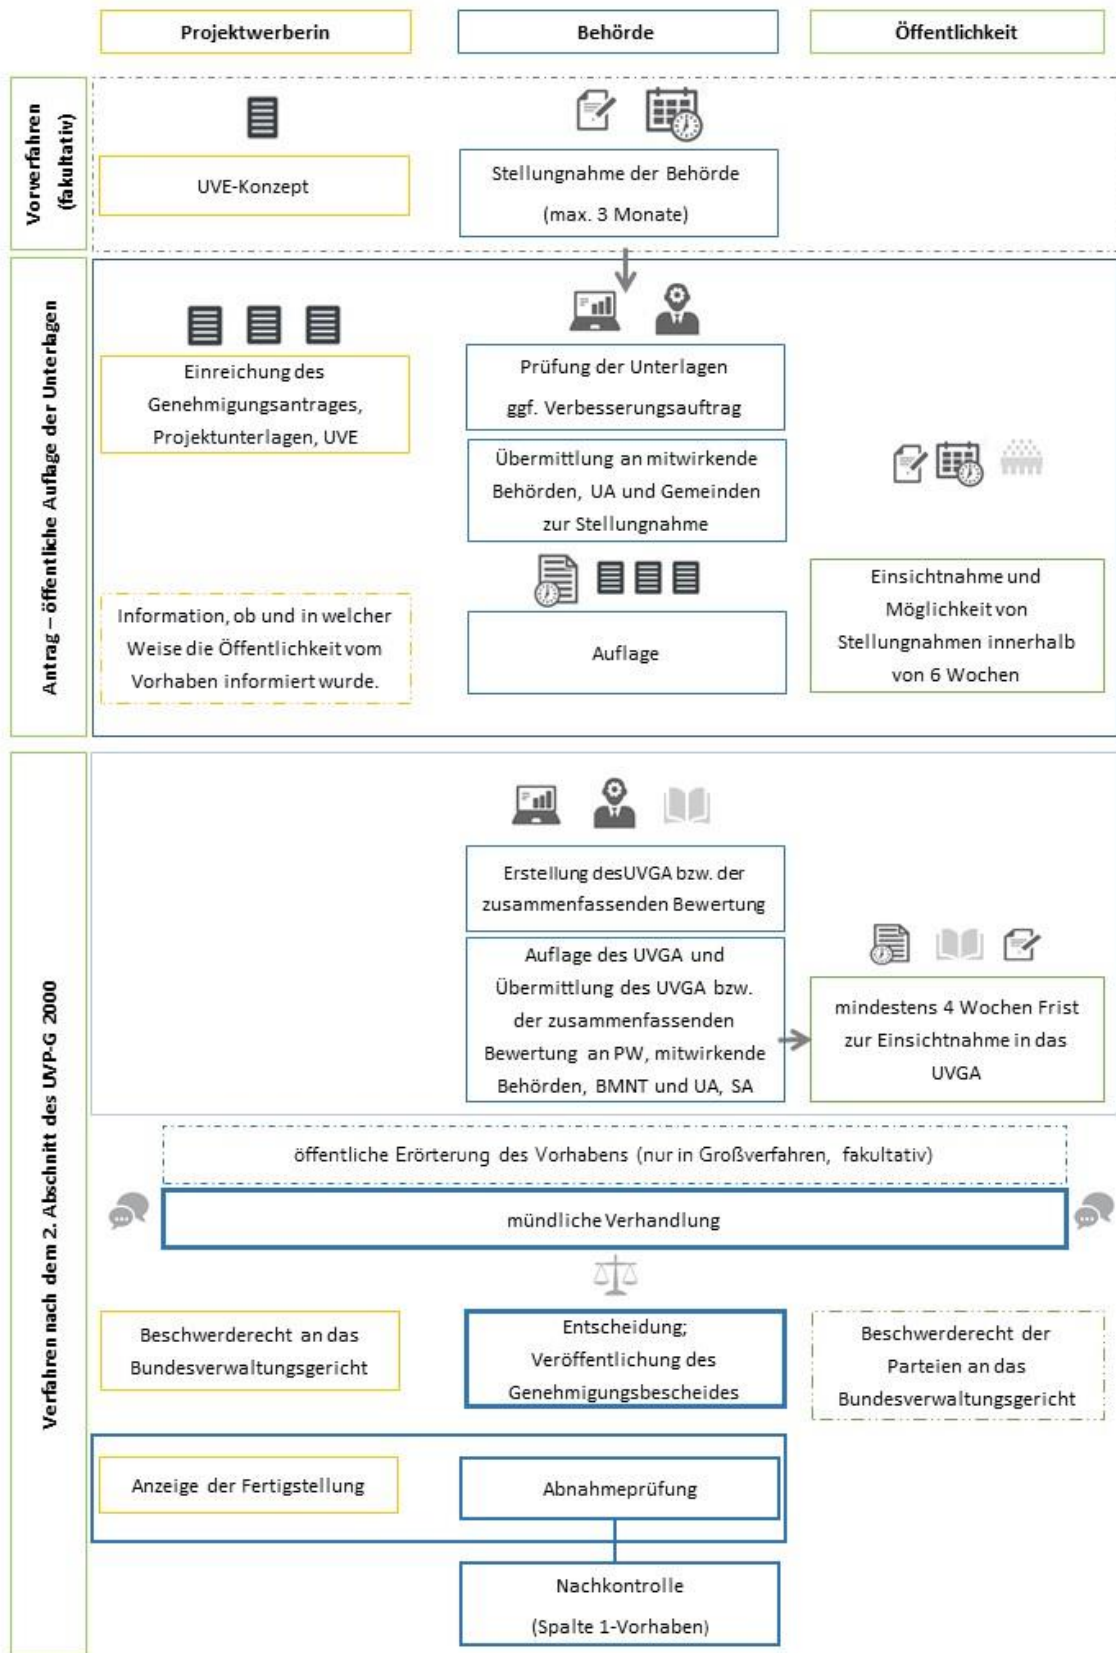 Projektwerberin
Behörde
Öffentlichkeit
Vorverfahren
(fakultativ)
UVE-Konzept
Stellungnahme der Behörde
(max. 3 Monate)
Antrag – öffentliche Auflage der Unterlagen
Einreichung des
Genehmigungsantrages,
Projektunterlagen, UVE
Prüfung der Unterlagen
ggf. Verbesserungsauftrag
Übermittlung an mitwirkende
Behörden, UA und Gemeinden
zur Stellungnahme
Information, ob und in welcher
Weise die Öffentlichkeit vom
Vorhaben informiert wurde.
Auflage
Einsichtnahme und
Möglichkeit von
Stellungnahmen innerhalb
von 6 Wochen
Verfahren nach dem 2. Abschnitt des UVP-G 2000
Erstellung desUVGA bzw. der
zusammenfassenden Bewertung
Auflage des UVGA und
Übermittlung des UVGA bzw.
der zusammenfassenden
Bewertung an PW, mitwirkende
Behörden, BMNT und UA, SA
mindestens 4 Wochen Frist
zur Einsichtnahme in das
UVGA
öffentliche Erörterung des Vorhabens (nur in Großverfahren, fakultativ)
mündliche Verhandlung
Beschwerderecht an das
Bundesverwaltungsgericht
Entscheidung;
Veröffentlichung des
Genehmigungsbescheides
Beschwerderecht der
Parteien an das
Bundesverwaltungsgericht
Anzeige der Fertigstellung
Abnahmeprüfung
Nachkontrolle
(Spalte 1-Vorhaben)